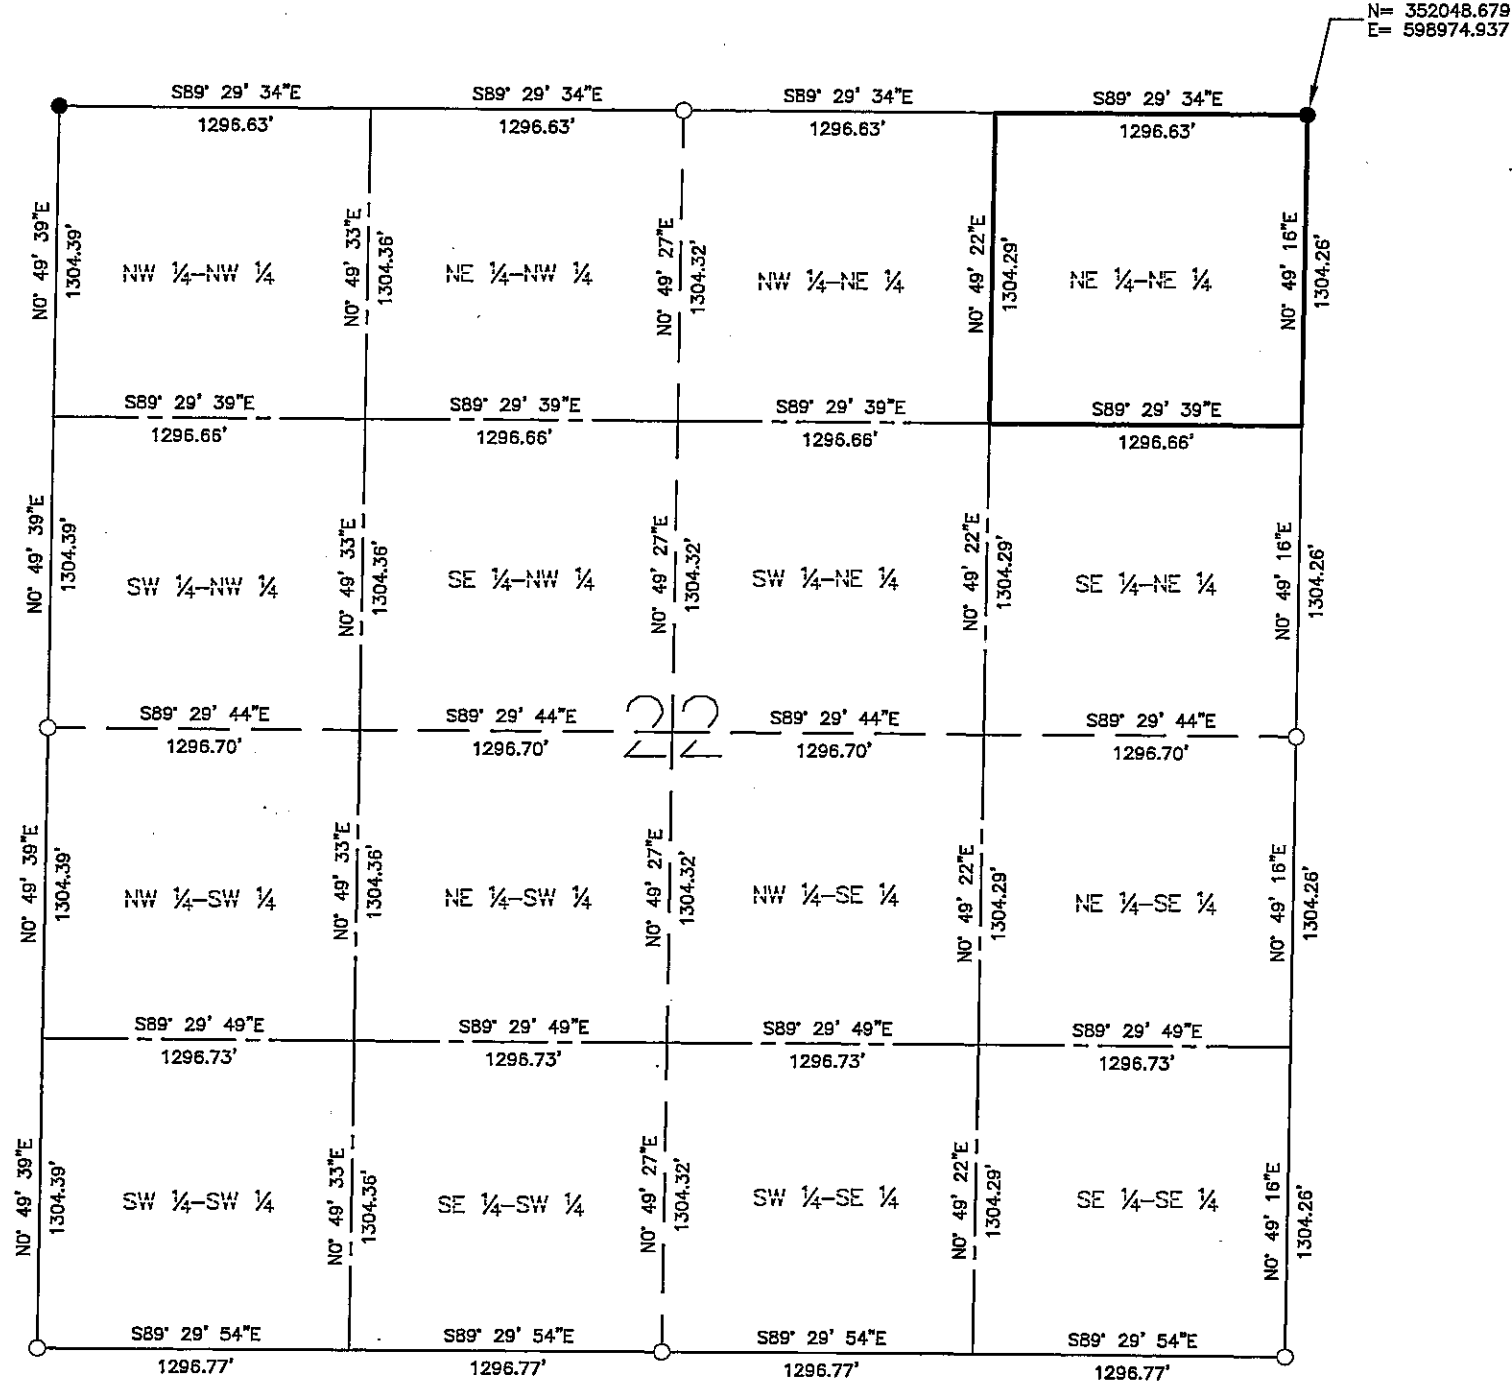 N= 352048.679
E= 598974.937
S89° 29' 34"E
S89° 29' 34"E
S89° 29' 34"E
S89° 29' 34"E
1296.63'
1296.63'
1296.63'
1296.63'
N0° 49' 39"E
1304.39'
N0° 49' 33"E
1304.36'
N0° 49' 27"E
1304.32'
N0° 49' 22"E
1304.29'
N0° 49' 16"E
1304.26'
NW ¼-NW ¼
NE ¼-NW ¼
NW ¼-NE ¼
NE ¼-NE ¼
S89° 29' 39"E
S89° 29' 39"E
S89° 29' 39"E
S89° 29' 39"E
1296.66'
1296.66'
1296.66'
1296.66'
N0° 49' 39"E
1304.39'
N0° 49' 33"E
1304.36'
N0° 49' 27"E
1304.32'
N0° 49' 22"E
1304.29'
N0° 49' 16"E
1304.26'
SW ¼-NW ¼
SE ¼-NW ¼
SW ¼-NE ¼
SE ¼-NE ¼
S89° 29' 44"E
S89° 29' 44"E
22
S89° 29' 44"E
S89° 29' 44"E
1296.70'
1296.70'
1296.70'
1296.70'
N0° 49' 39"E
1304.39'
N0° 49' 33"E
1304.36'
N0° 49' 27"E
1304.32'
N0° 49' 22"E
1304.29'
N0° 49' 16"E
1304.26'
NW ¼-SW ¼
NE ¼-SW ¼
NW ¼-SE ¼
NE ¼-SE ¼
S89° 29' 49"E
S89° 29' 49"E
S89° 29' 49"E
S89° 29' 49"E
1296.73'
1296.73'
1296.73'
1296.73'
N0° 49' 39"E
1304.39'
N0° 49' 33"E
1304.36'
N0° 49' 27"E
1304.32'
N0° 49' 22"E
1304.29'
N0° 49' 16"E
1304.26'
SW ¼-SW ¼
SE ¼-SW ¼
SW ¼-SE ¼
SE ¼-SE ¼
S89° 29' 54"E
S89° 29' 54"E
S89° 29' 54"E
S89° 29' 54"E
1296.77'
1296.77'
1296.77'
1296.77'